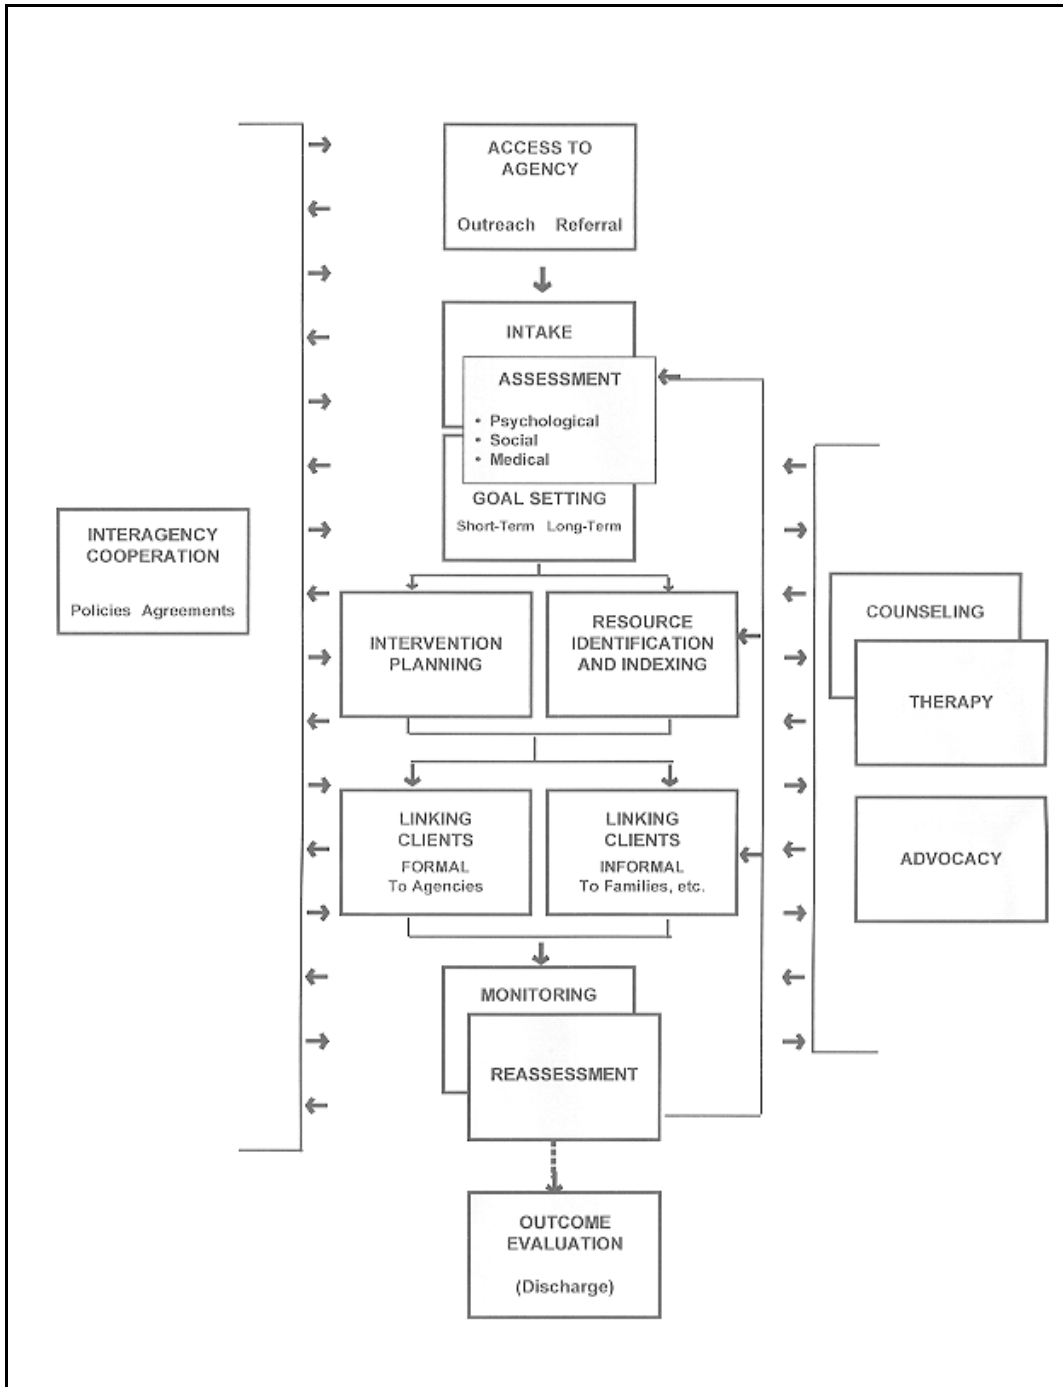 ACCESS TO
AGENCY
Outreach Referral
INTAKE
ASSESSMENT
• Psychological
• Social
• Medical
GOAL SETTING
Short-Term Long-Term
INTERAGENCY
COOPERATION
Policies Agreements
INTERVENTION
PLANNING
RESOURCE
IDENTIFICATION
AND INDEXING
COUNSELING
THERAPY
ADVOCACY
LINKING
CLIENTS
FORMAL
To Agencies
LINKING
CLIENTS
INFORMAL
To Families, etc.
MONITORING
REASSESSMENT
OUTCOME
EVALUATION
(Discharge)